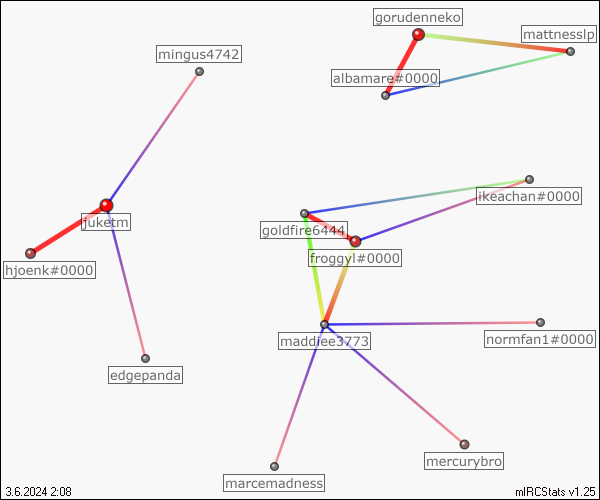 gorudenneko
mattnesslp
mingus4742
albamare#0000
ikeachan#0000
juketm
goldfire6444
froggyl#0000
hjoenk#0000
maddiee3773
normfan1#0000
edgepanda
mercurybro
marcemadness
3.6.2024 2:08
mIRCStats v1.25